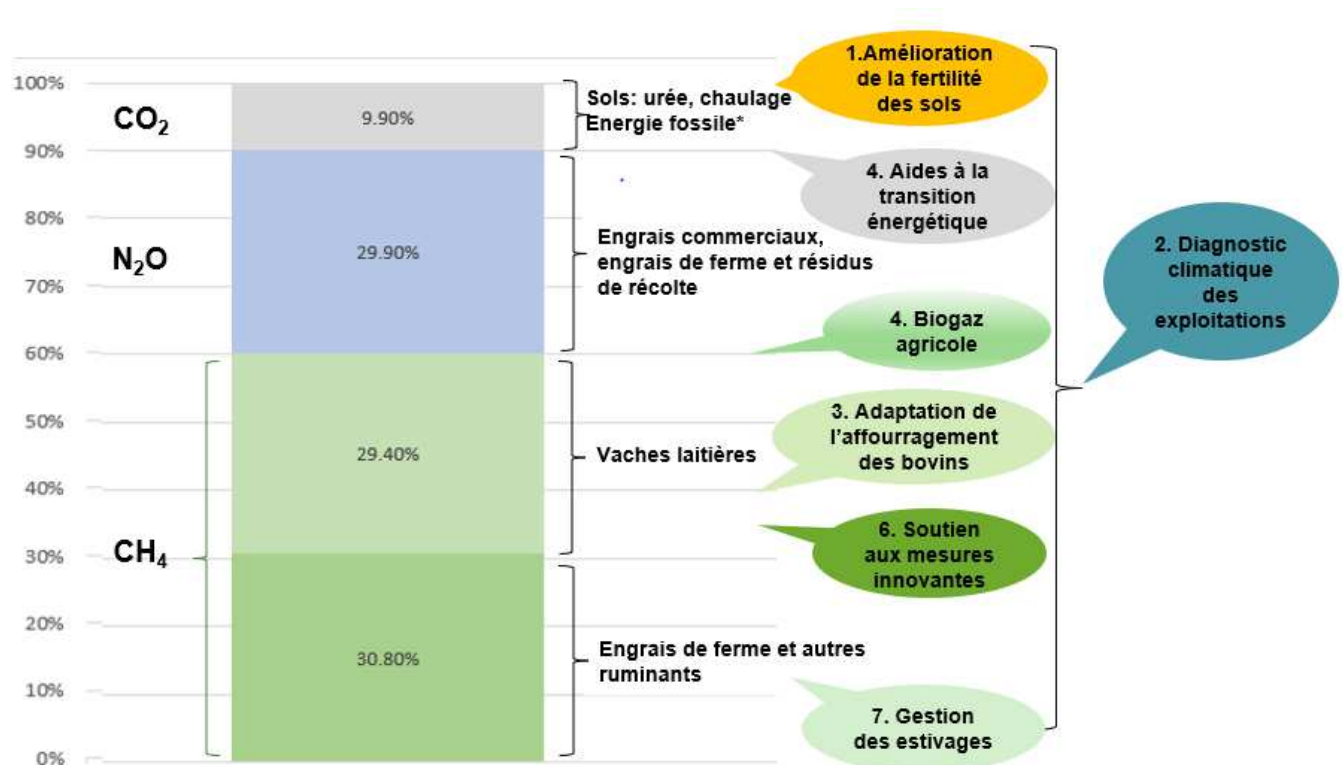 100%
90%
80%
70%
60%
50%
40%
30%
20%
10%
0%
CO₂
N₂O
CH₄
9.90%
29.90%
29.40%
30.80%
Sols: urée, chaulage
Energie fossile*
Engrais commerciaux,
engrais de ferme et résidus
de récolte
Vaches laitières
Engrais de ferme et autres
ruminants
1.Amélioration
de la fertilité
des sols
4. Aides à la
transition
énergétique
4. Biogaz
agricole
3. Adaptation de
l'affourragement
des bovins
6. Soutien
aux mesures
innovantes
7. Gestion
des estivages
2. Diagnostic
climatique
des
exploitations